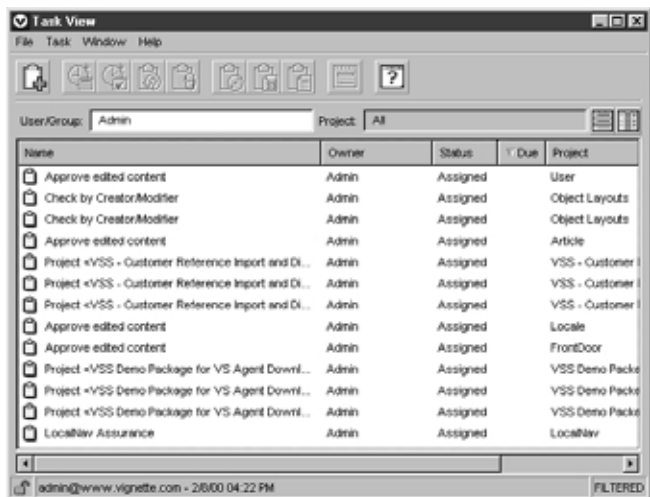 Task View
File Task Window Help
User/Group: Admin Project: All
Name Owner Status Due Project
Approve edited content Admin Assigned User
Check by Creator/Modifier Admin Assigned Object Layouts
Check by Creator/Modifier Admin Assigned Object Layouts
Approve edited content Admin Assigned Article
Project <VSS - Customer Reference Import and Di... Admin Assigned VSS - Customer
Project <VSS - Customer Reference Import and Di... Admin Assigned VSS - Customer
Project <VSS - Customer Reference Import and Di... Admin Assigned VSS - Customer
Approve edited content Admin Assigned Locale
Approve edited content Admin Assigned FrontDoor
Project <VSS Demo Package for VS Agent Downl... Admin Assigned VSS Demo Packa
Project <VSS Demo Package for VS Agent Downl... Admin Assigned VSS Demo Packa
Project <VSS Demo Package for VS Agent Downl... Admin Assigned VSS Demo Packa
LocalNav Assurance Admin Assigned LocalNav
admin@www.vignette.com - 2/8/00 04:22 PM FILTERED